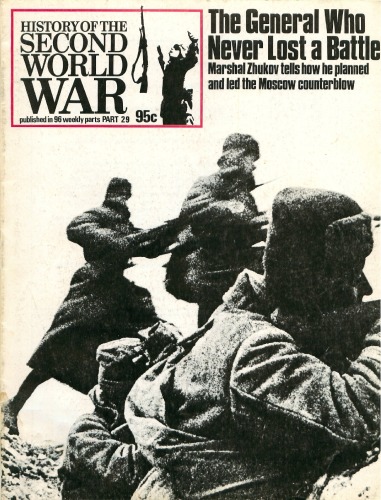 HISTORY OF THE
SECOND
WORLD
WAR
published in 96 weekly parts PART 29 95c
The General Who
Never Lost a Battle
Marshal Zhukov tells how he planned
and led the Moscow counterblow